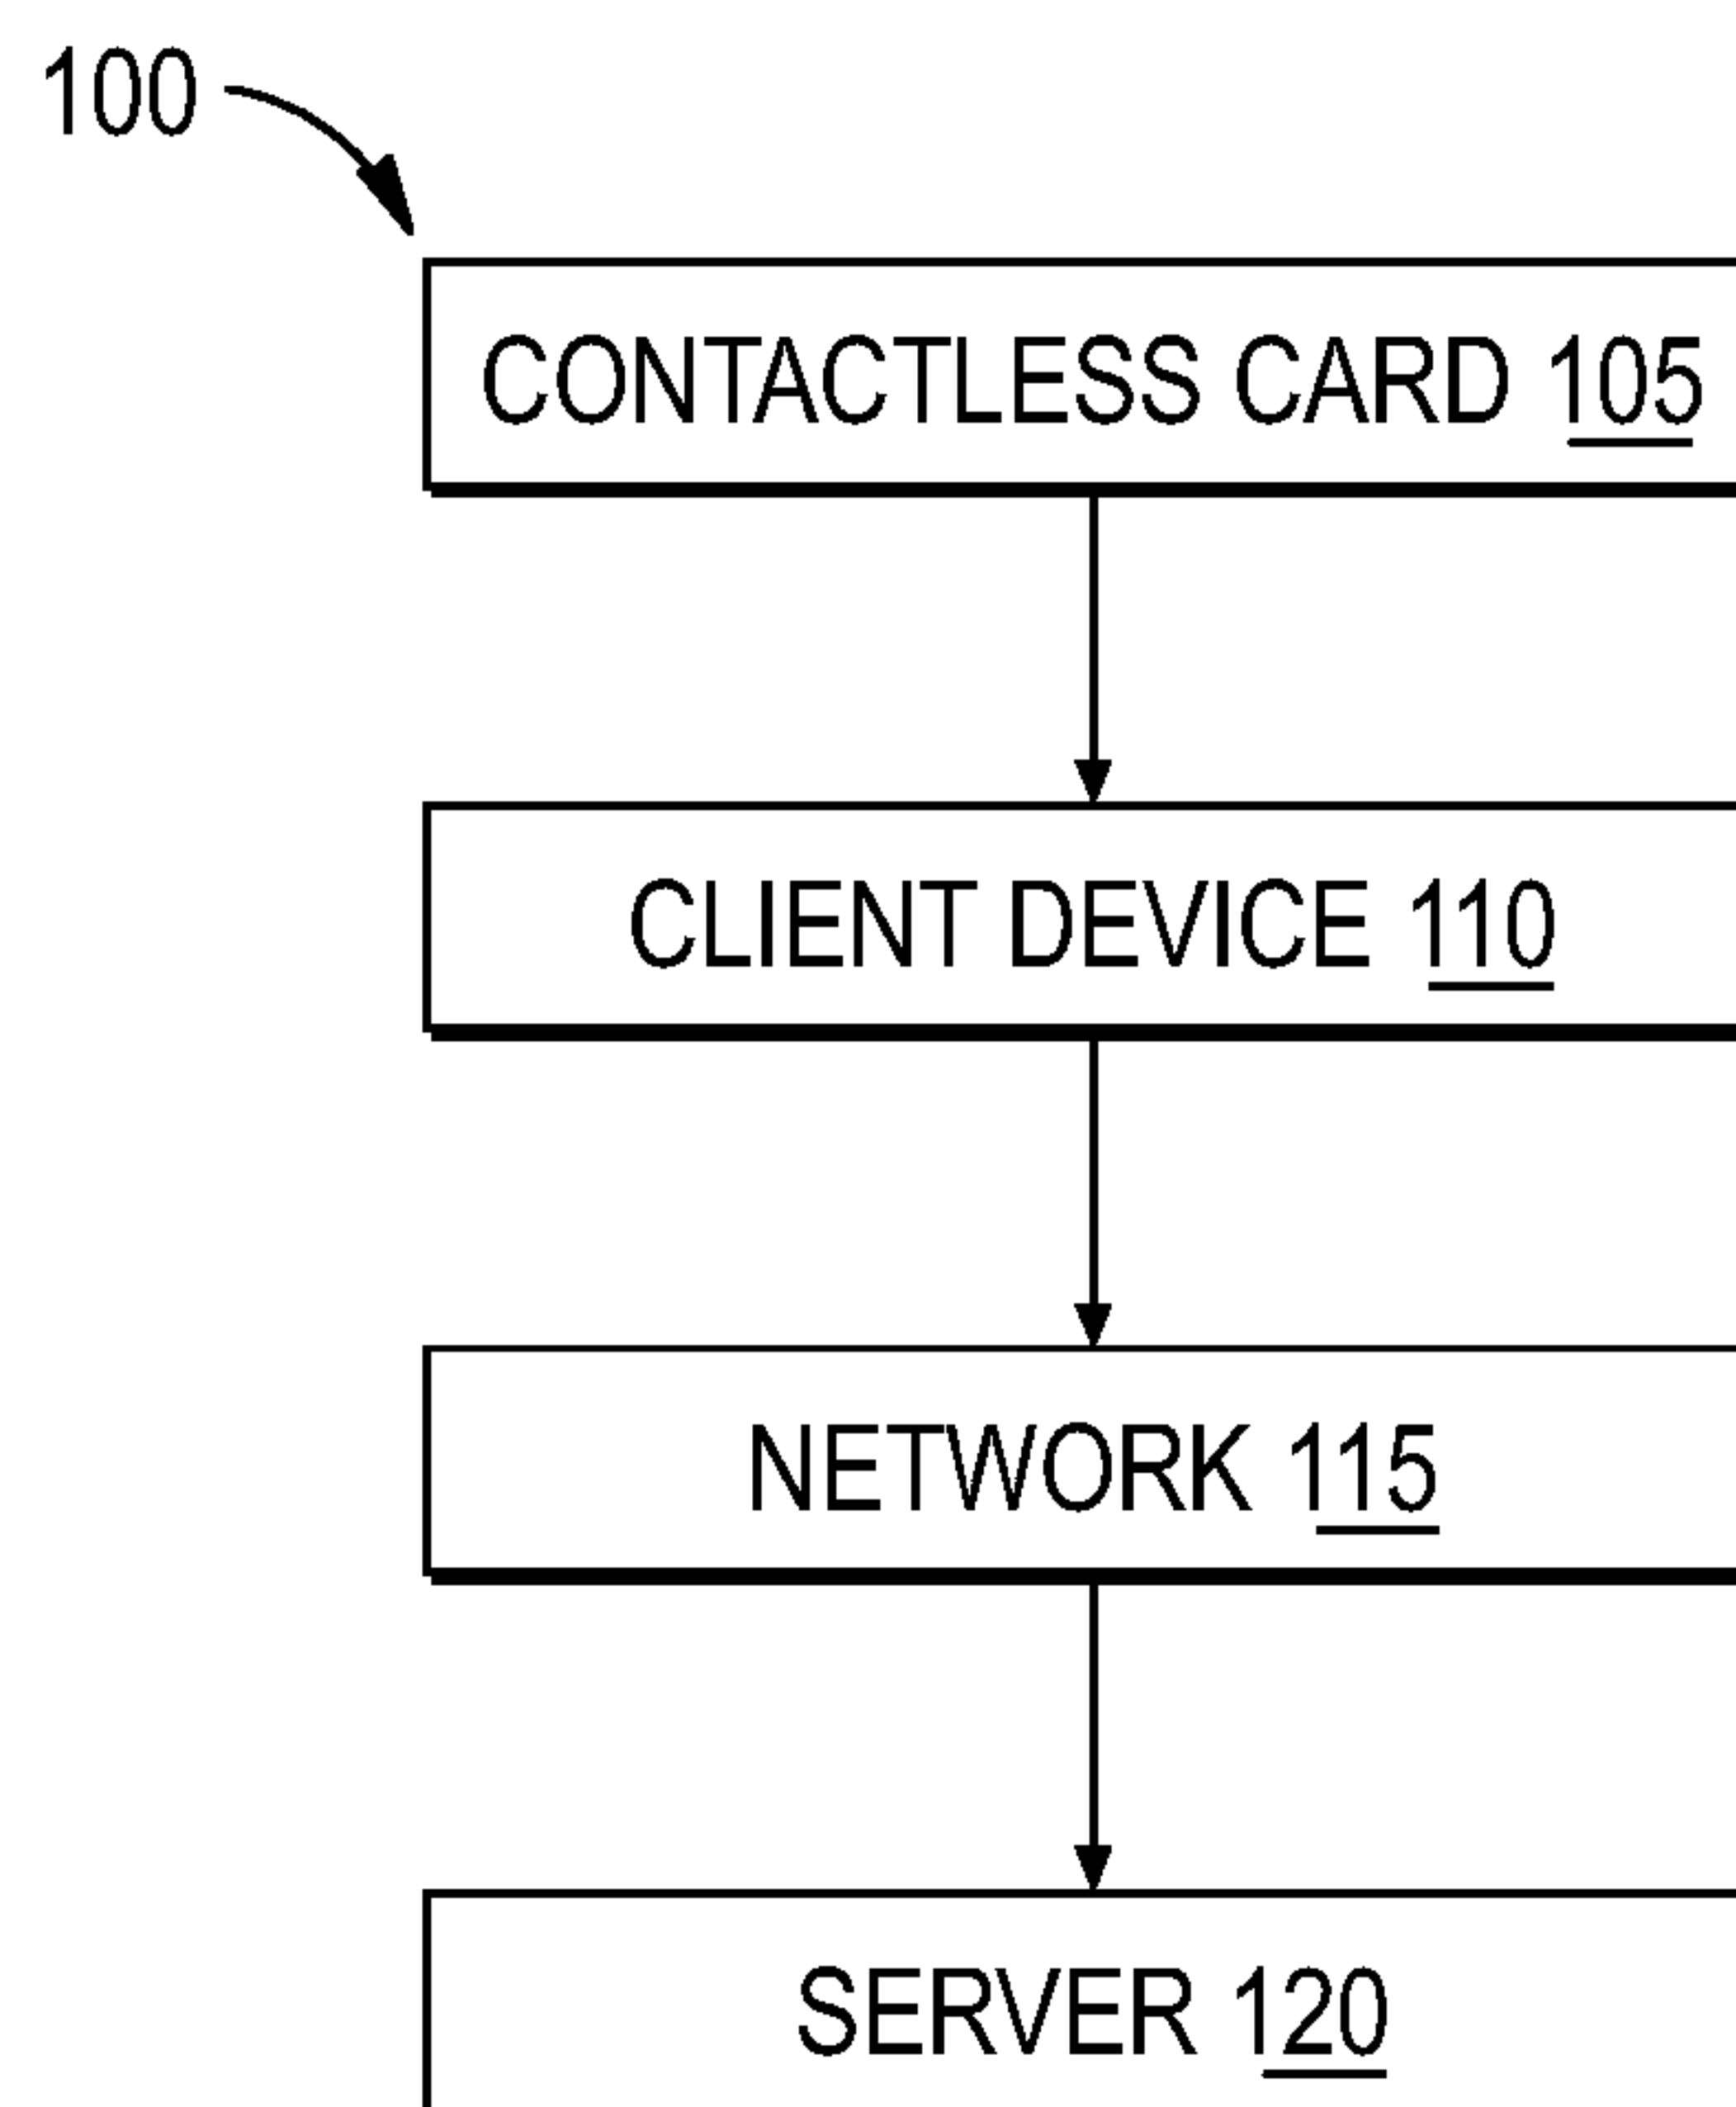 100
CONTACTLESS CARD 105
CLIENT DEVICE 110
NETWORK 115
SERVER 120